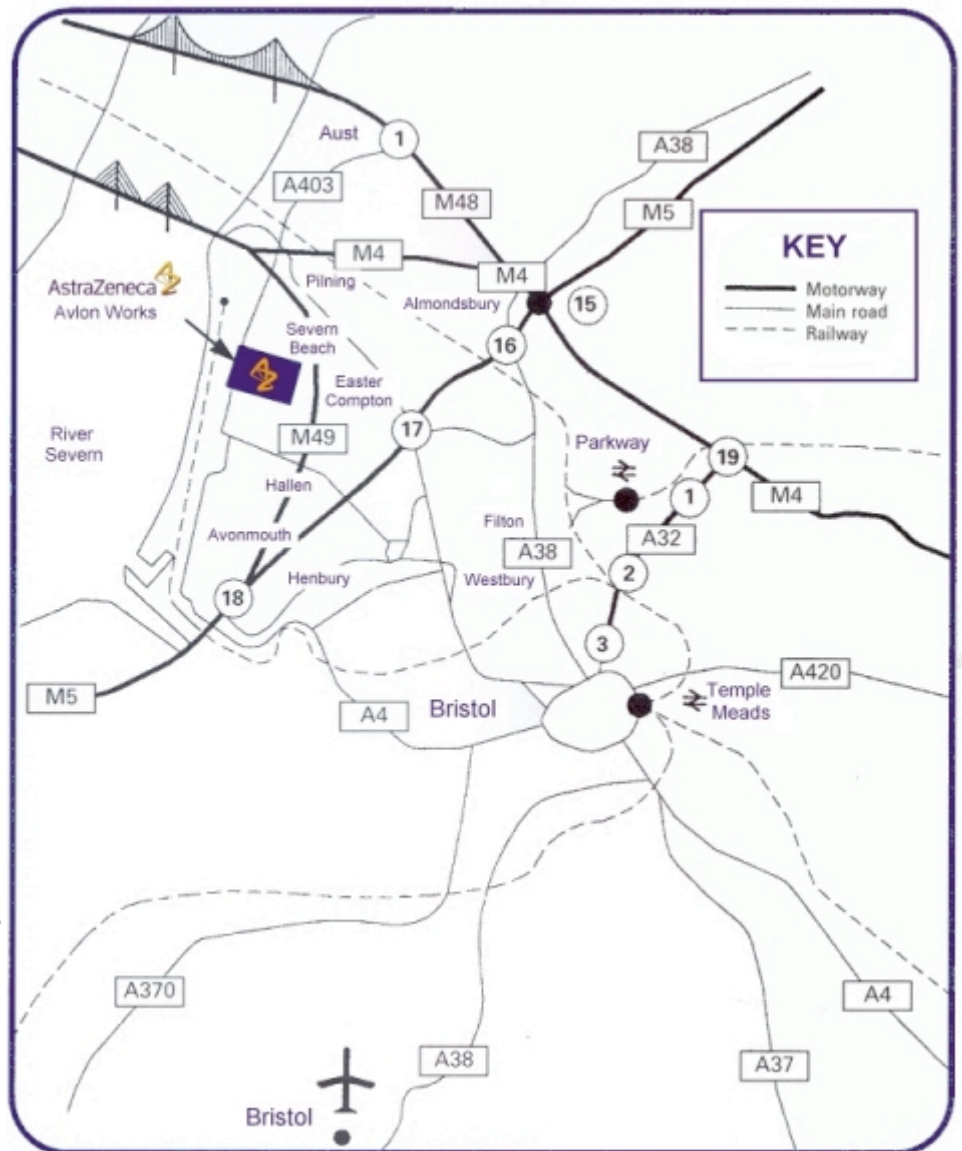 Aust
1
A38
A403
M48
M5
KEY
Motorway
Main road
Railway
M4
M4
Pilning
AstraZeneca
Avlon Works
Almondsbury
15
Severn
Beach
16
AZ
Easter
Compton
River
Severn
M49
17
Parkway
19
Hallen
1
M4
Avonmouth
Filton
A38
A32
Henbury
Westbury
2
18
3
M5
A4
Bristol
Temple
Meads
A420
A370
A4
A38
A37
Bristol